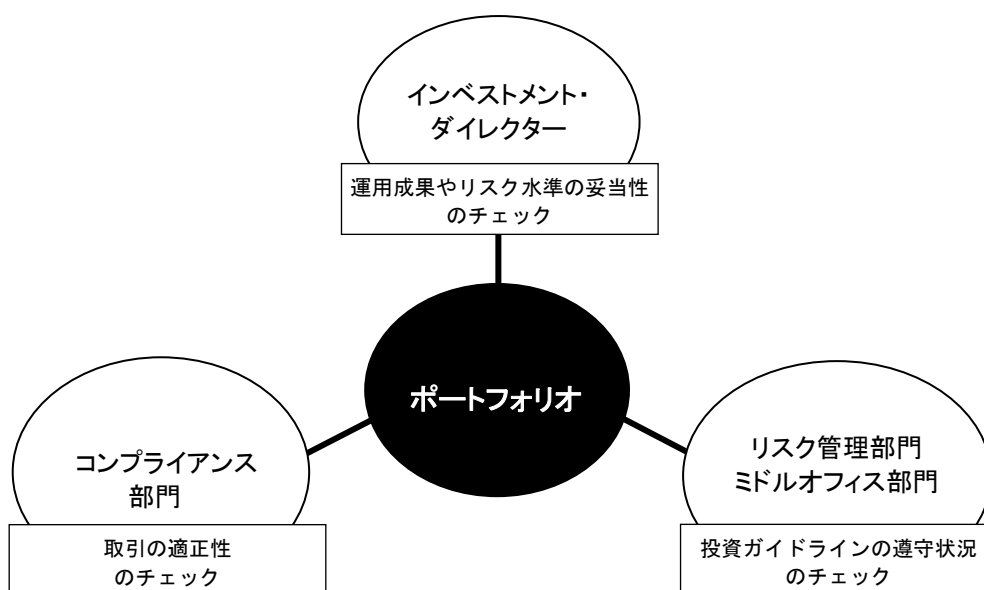 インベストメント・
ダイレクター
運用成果やリスク水準の妥当性
のチェック
ポートフォリオ
コンプライアンス
部門
取引の適正性
のチェック
リスク管理部門
ミドルオフィス部門
投資ガイドラインの遵守状況
のチェック